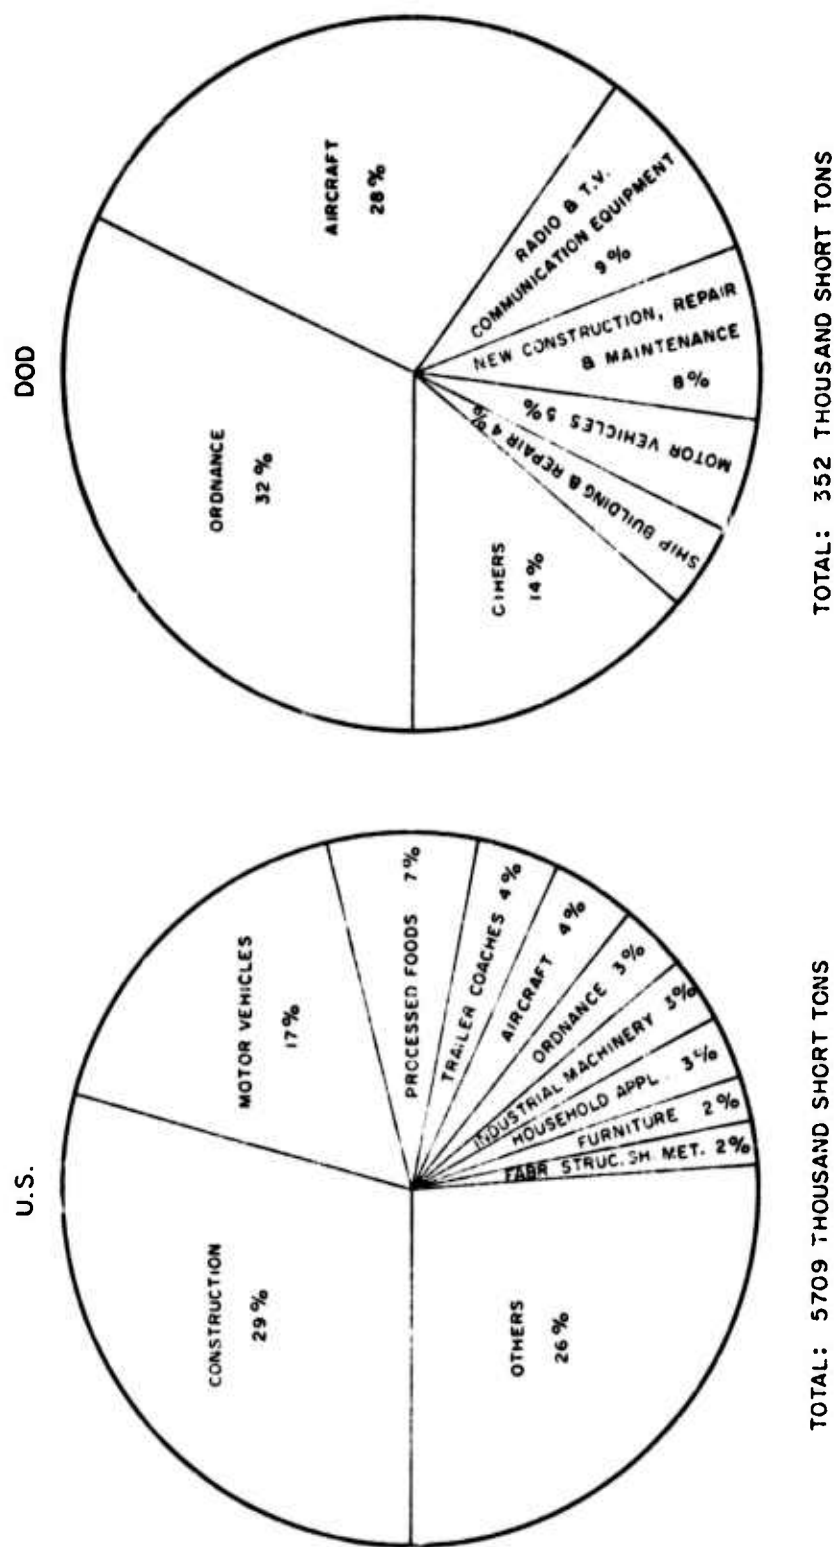 U.S.
CONSTRUCTION
29%
MOTOR VEHICLES
17%
PROCESSED FOODS 7%
TRAILER COACHES 4%
AIRCRAFT 4%
ORDNANCE 3%
INDUSTRIAL MACHINERY 3%
HOUSEHOLD APPL. 3%
FURNITURE 2%
FABR STRUC. SH. MET. 2%
OTHERS
26%
TOTAL: 5709 THOUSAND SHORT TONS
DOD
ORDNANCE
32%
AIRCRAFT
28%
RADIO & T.V.
COMMUNICATION EQUIPMENT
9%
NEW CONSTRUCTION, REPAIR
& MAINTENANCE
8%
MOTOR VEHICLES 5%
SHIP BUILDING & REPAIR 4%
OTHERS
14%
TOTAL: 352 THOUSAND SHORT TONS